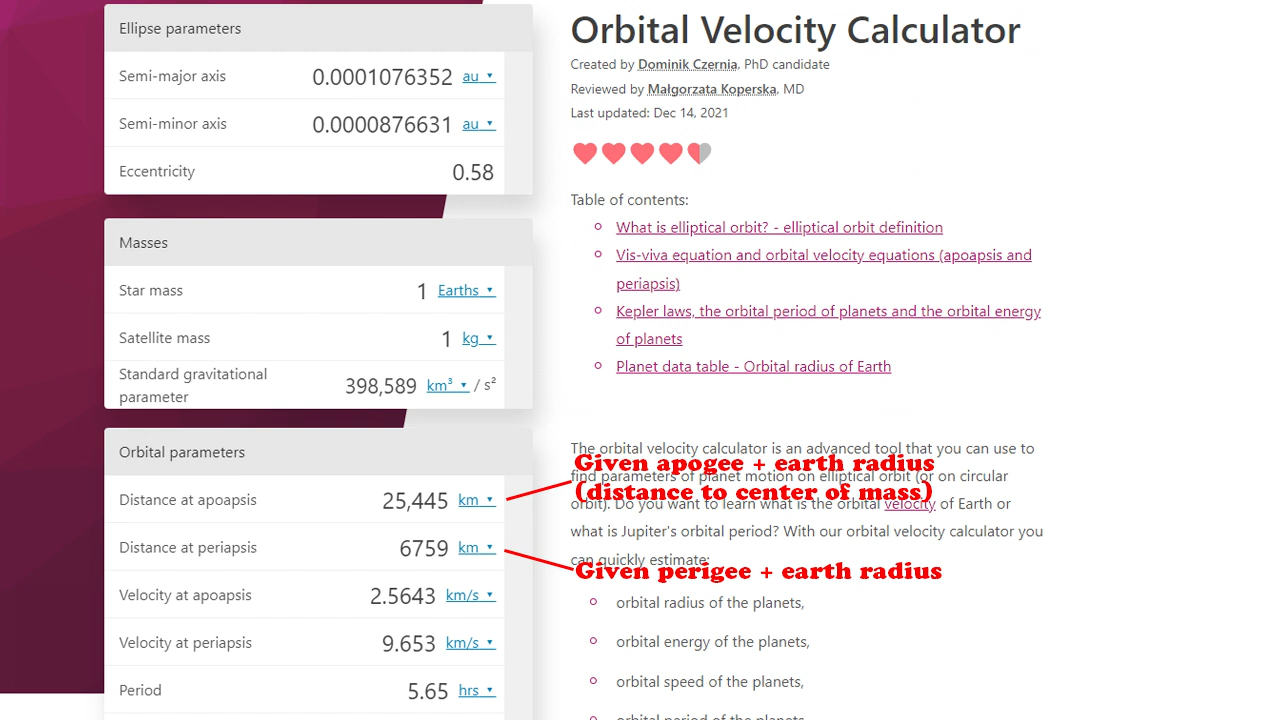 Ellipse parameters
Semi-major axis 0.0001076352 au
Semi-minor axis 0.0000876631 au
Eccentricity 0.58
Masses
Star mass 1 Earths
Satellite mass 1 kg
Standard gravitational
parameter 398,589 km³ / s²
Orbital parameters
Distance at apoapsis 25,445 km
Distance at periapsis 6759 km
Velocity at apoapsis 2.5643 km/s
Velocity at periapsis 9.653 km/s
Period 5.65 hrs
Orbital Velocity Calculator
Created by Dominik Czernia, PhD candidate
Reviewed by Małgorzata Koperska, MD
Last updated: Dec 14, 2021
Table of contents:
What is elliptical orbit? - elliptical orbit definition
Vis-viva equation and orbital velocity equations (apoapsis and
periapsis)
Kepler laws, the orbital period of planets and the orbital energy
of planets
Planet data table - Orbital radius of Earth
The orbital velocity calculator is an advanced tool that you can use to
Given apogee + earth radius
find parameters of planet motion on elliptical orbit (or on circular
(distance to center of mass)
orbit). Do you want to learn what is the orbital velocity of Earth or
what is Jupiter's orbital period? With our orbital velocity calculator you
can quickly estimate:
Given perigee + earth radius
orbital radius of the planets,
orbital energy of the planets,
orbital speed of the planets,
orbital period of the planets